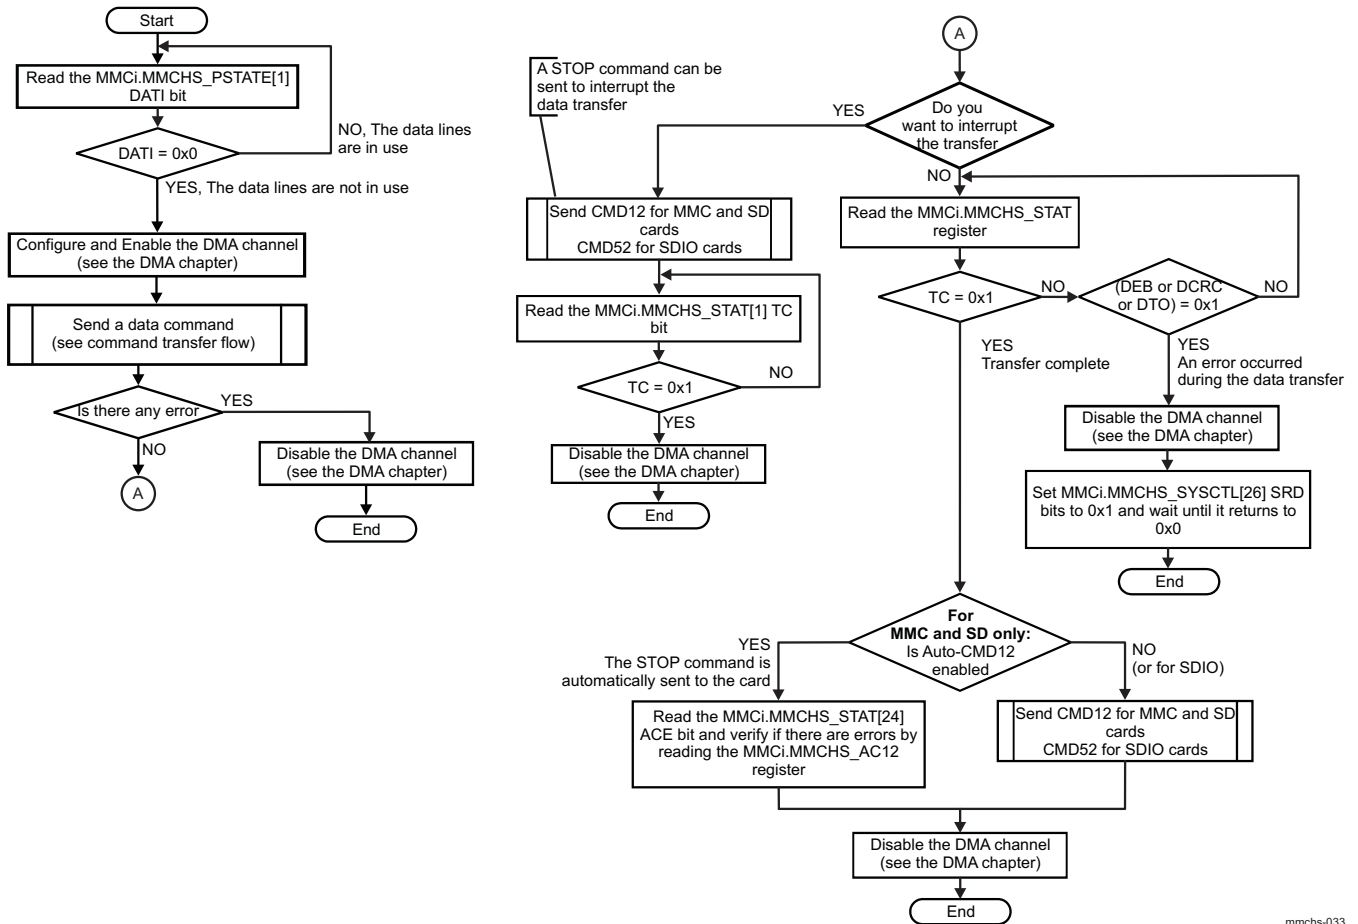 Start
Read the MMCi.MMCHS_PSTATE[1]
DATI bit
NO, The data lines
are in use
DATI = 0x0
YES, The data lines are not in use
Configure and Enable the DMA channel
(see the DMA chapter)
Send a data command
(see command transfer flow)
Is there any error
YES
NO
Disable the DMA channel
(see the DMA chapter)
A
End
A
A STOP command can be
sent to interrupt the
data transfer
YES
Do you
want to interrupt
the transfer
NO
Send CMD12 for MMC and SD
cards
CMD52 for SDIO cards
Read the MMCi.MMCHS_STAT
register
Read the MMCi.MMCHS_STAT[1] TC
bit
TC = 0x1
NO
(DEB or DCRC
or DTO) = 0x1
NO
TC = 0x1
NO
YES
YES
Transfer complete
YES
An error occurred
during the data transfer
Disable the DMA channel
(see the DMA chapter)
End
Disable the DMA channel
(see the DMA chapter)
Set MMCi.MMCHS_SYSCTL[26] SRD
bits to 0x1 and wait until it returns to
0x0
End
For
MMC and SD only:
Is Auto-CMD12
enabled
YES
The STOP command is
automatically sent to the card
NO
(or for SDIO)
Read the MMCi.MMCHS_STAT[24]
ACE bit and verify if there are errors by
reading the MMCi.MMCHS_AC12
register
Send CMD12 for MMC and SD
cards
CMD52 for SDIO cards
Disable the DMA channel
(see the DMA chapter)
End
mmchs-033